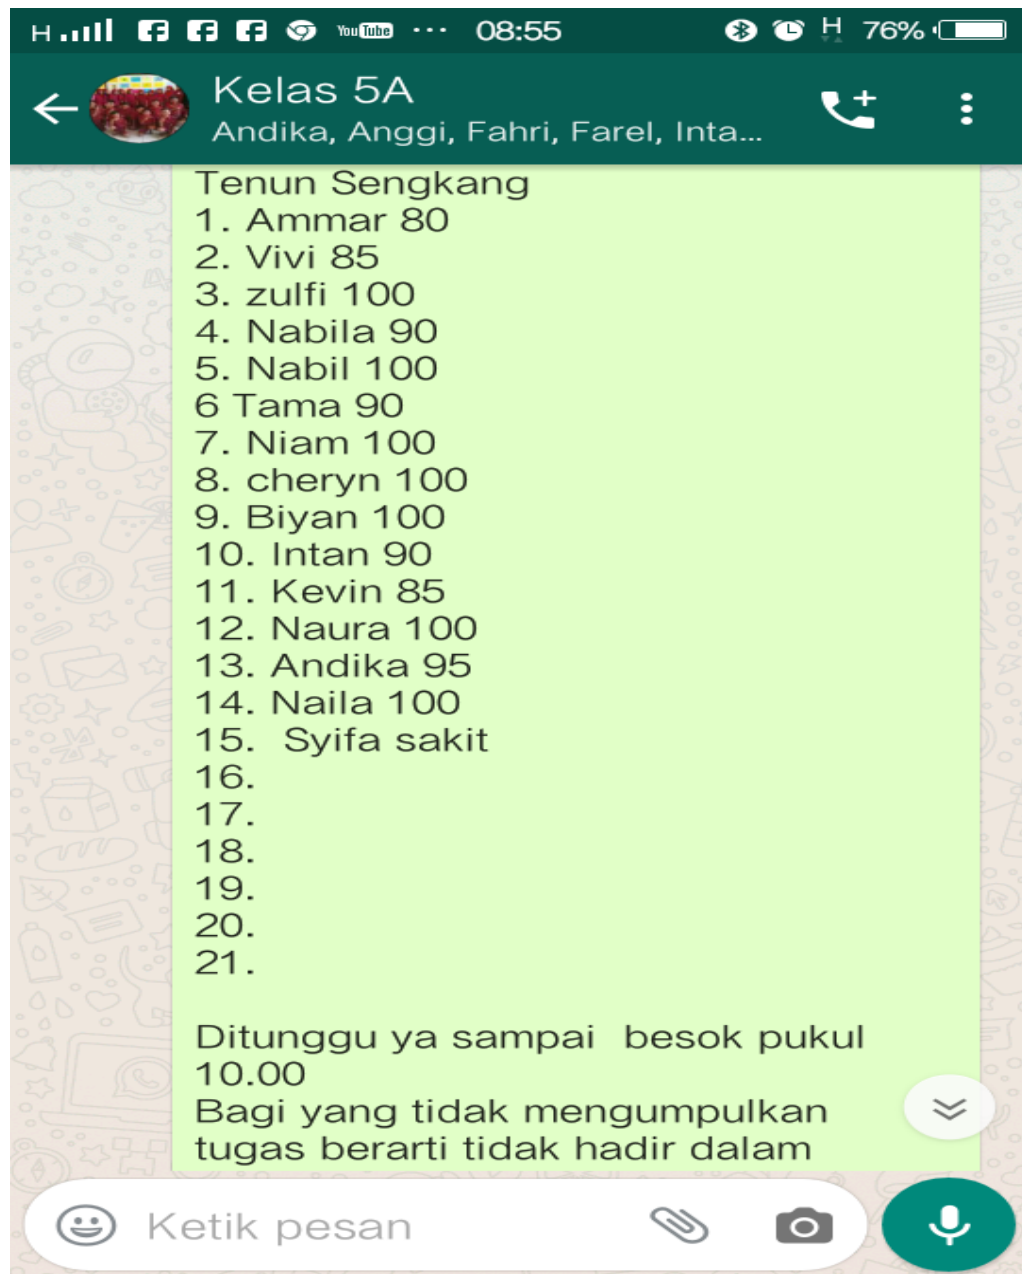 H YouTube ... 08:55 H 76%
Kelas 5A
Andika, Anggi, Fahri, Farel, Inta...
Tenun Sengkang
1. Ammar 80
2. Vivi 85
3. zulfi 100
4. Nabila 90
5. Nabil 100
6 Tama 90
7. Niam 100
8. cheryn 100
9. Biyan 100
10. Intan 90
11. Kevin 85
12. Naura 100
13. Andika 95
14. Naila 100
15.  Syifa sakit
16.
17.
18.
19.
20.
21.
Ditunggu ya sampai  besok pukul
10.00
Bagi yang tidak mengumpulkan
tugas berarti tidak hadir dalam
Ketik pesan